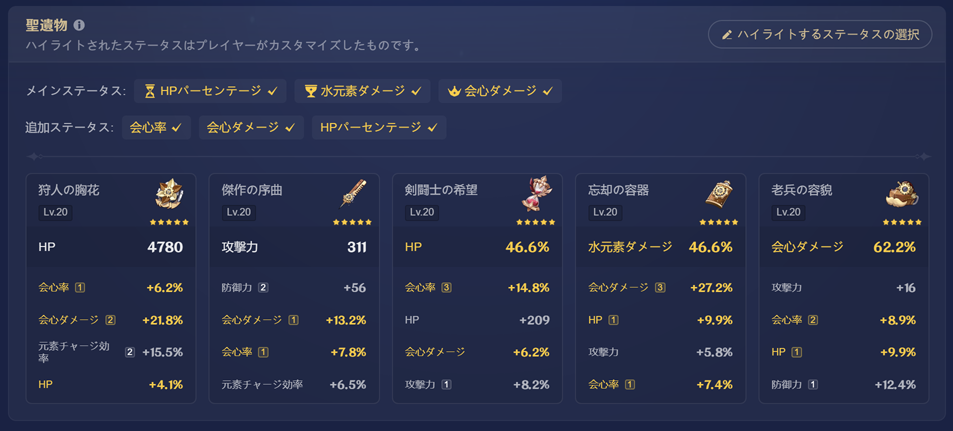 聖遺物
ハイライトされたステータスはプレイヤーがカスタマイズしたものです。
ハイライトするステータスの選択
メインステータス: HPパーセンテージ 水元素ダメージ 会心ダメージ
追加ステータス: 会心率 会心ダメージ HPパーセンテージ
狩人の胸花
Lv.20
HP 4780
会心率 1 +6.2%
会心ダメージ 2 +21.8%
元素チャージ効
率 2 +15.5%
HP +4.1%
傑作の序曲
Lv.20
攻撃力 311
防御力 2 +56
会心ダメージ 1 +13.2%
会心率 1 +7.8%
元素チャージ効率 +6.5%
剣闘士の希望
Lv.20
HP 46.6%
会心率 3 +14.8%
HP +209
会心ダメージ +6.2%
攻撃力 1 +8.2%
忘却の容器
Lv.20
水元素ダメージ 46.6%
会心ダメージ 3 +27.2%
HP 1 +9.9%
攻撃力 +5.8%
会心率 1 +7.4%
老兵の容貌
Lv.20
会心ダメージ 62.2%
攻撃力 +16
会心率 2 +8.9%
HP 1 +9.9%
防御力 1 +12.4%